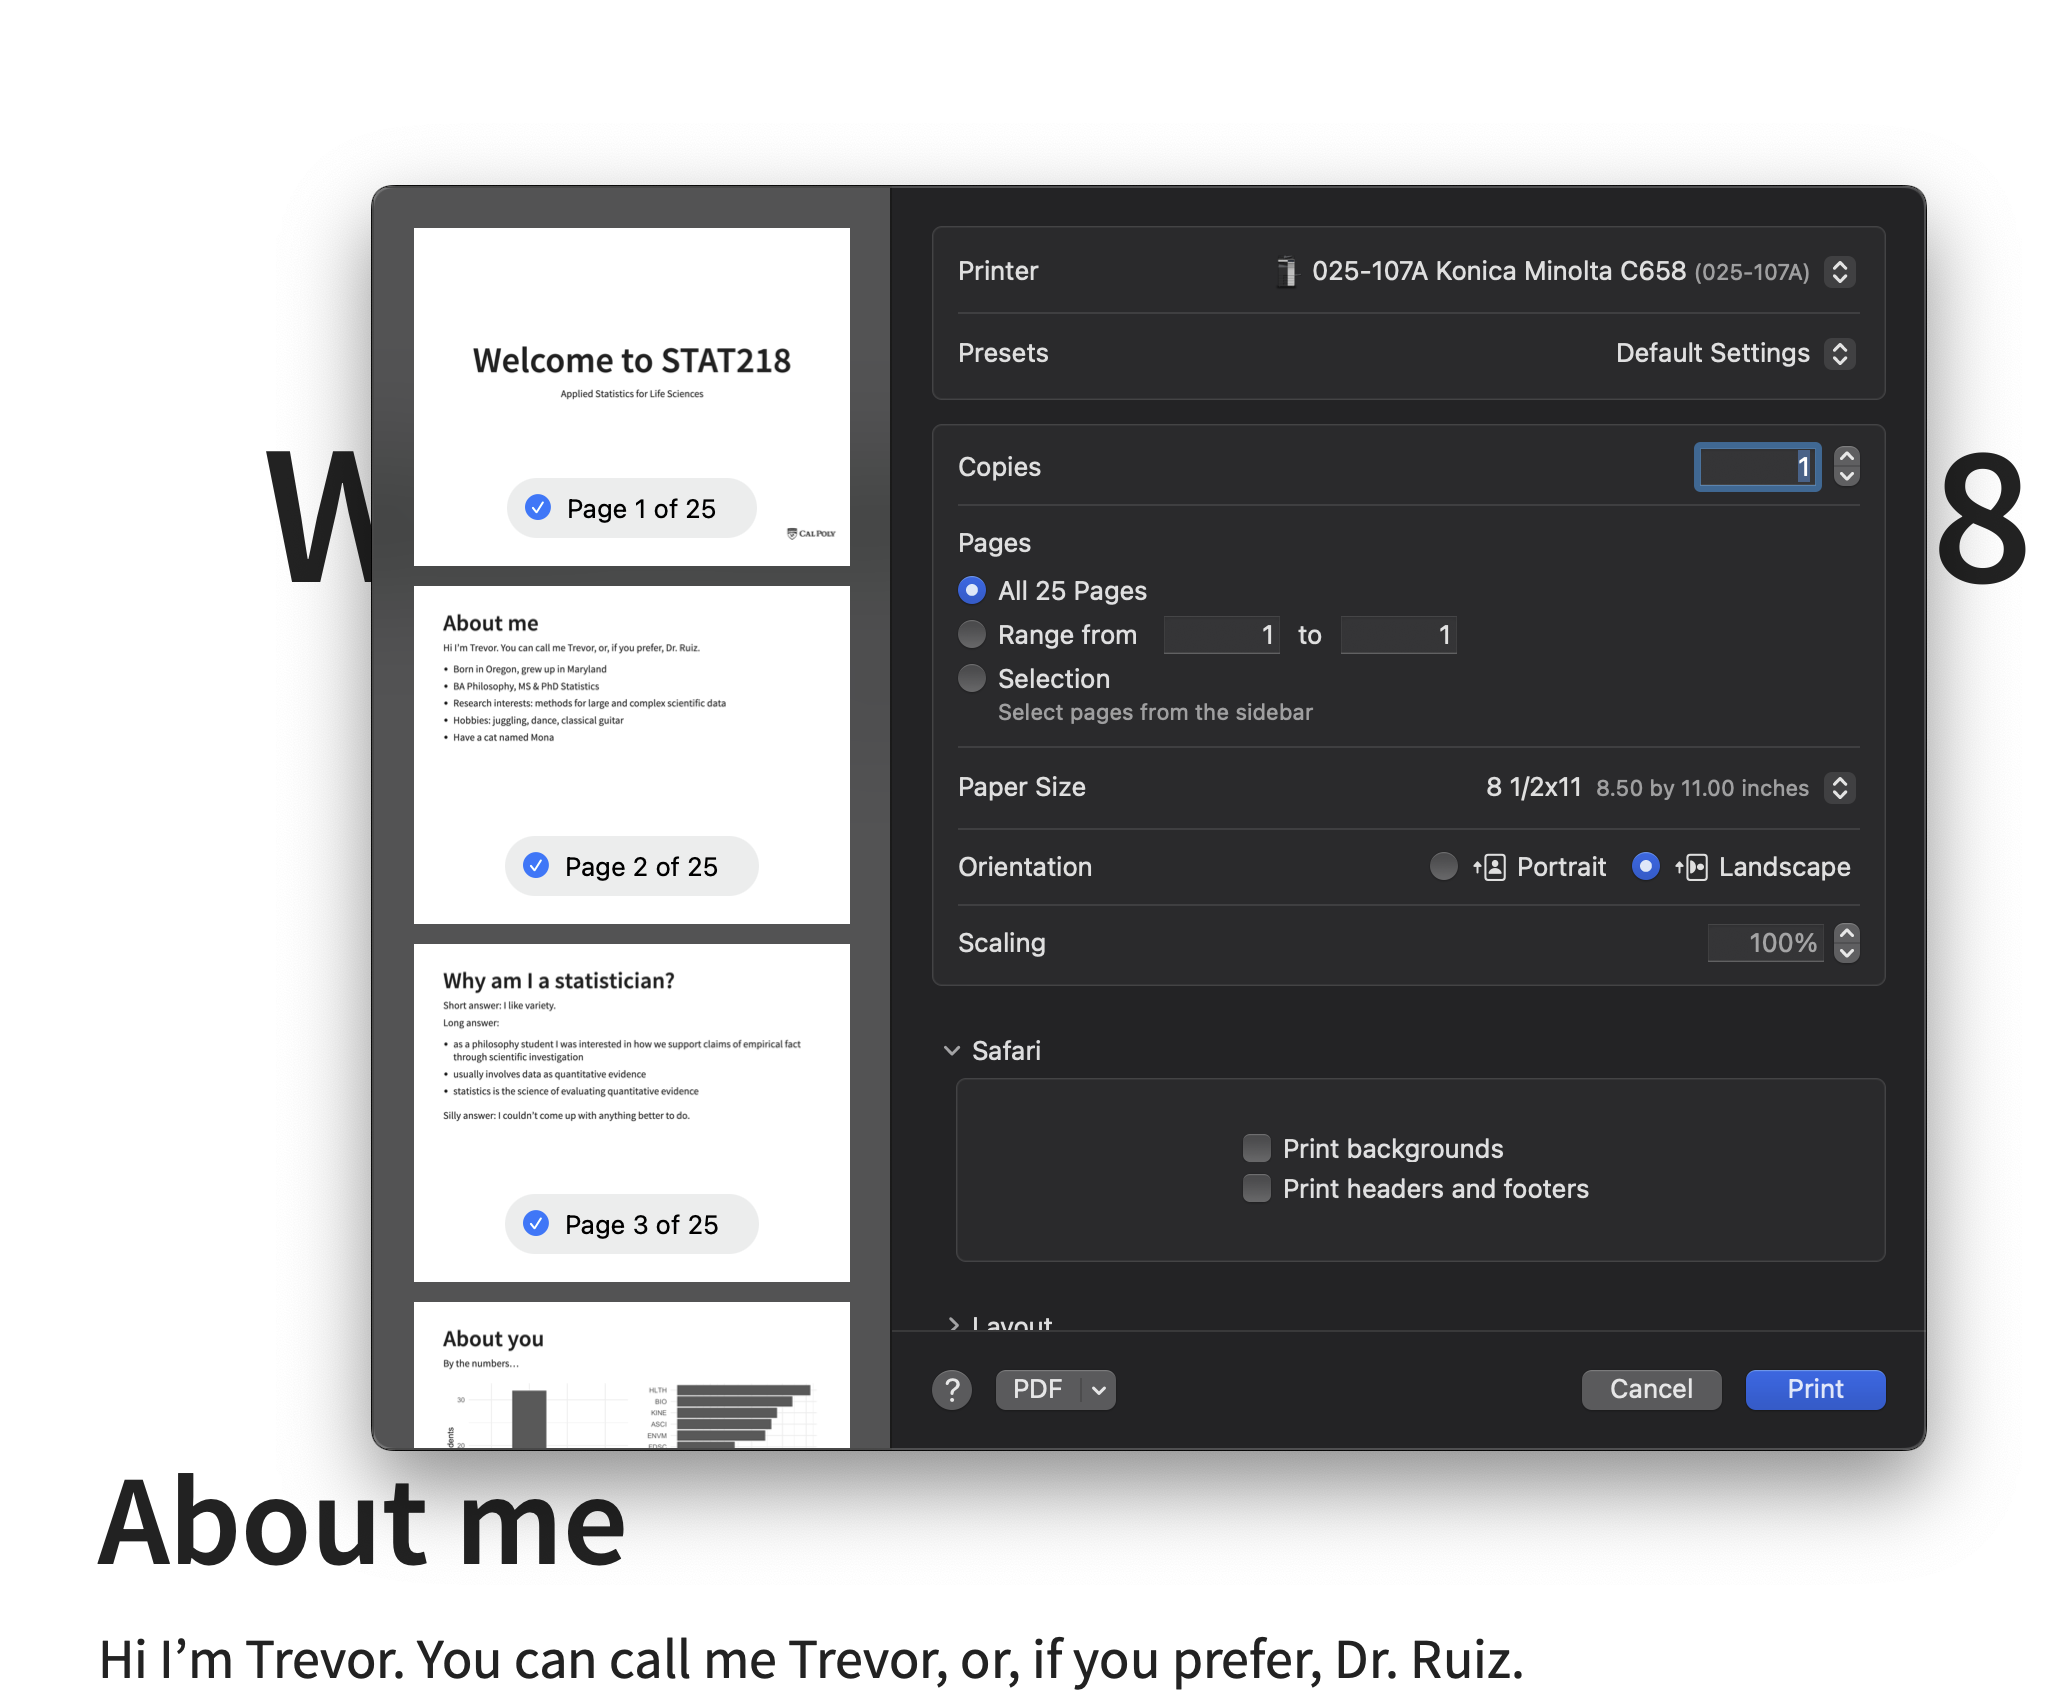 W
8
About me
Hi I'm Trevor. You can call me Trevor, or, if you prefer, Dr. Ruiz.
Welcome to STAT218
Applied Statistics for Life Sciences
Page 1 of 25
CAL POLY
About me
Hi I'm Trevor. You can call me Trevor, or, if you prefer, Dr. Ruiz.
• Born in Oregon, grew up in Maryland
• BA Philosophy, MS & PhD Statistics
• Research interests: methods for large and complex scientific data
• Hobbies: juggling, dance, classical guitar
• Have a cat named Mona
Page 2 of 25
Why am I a statistician?
Short answer: I like variety.
Long answer:
• as a philosophy student I was interested in how we support claims of empirical fact
through scientific investigation
• usually involves data as quantitative evidence
• statistics is the science of evaluating quantitative evidence
Silly answer: I couldn't come up with anything better to do.
Page 3 of 25
About you
By the numbers...
30
20
HLTH
BIO
KINE
ASCI
ENVM
Printer 025-107A Konica Minolta C658 (025-107A)
Presets Default Settings
Copies 1
Pages
All 25 Pages
Range from 1 to 1
Selection
Select pages from the sidebar
Paper Size 8 1/2x11 8.50 by 11.00 inches
Orientation Portrait Landscape
Scaling 100%
Safari
Print backgrounds
Print headers and footers
Layout
? PDF Cancel Print